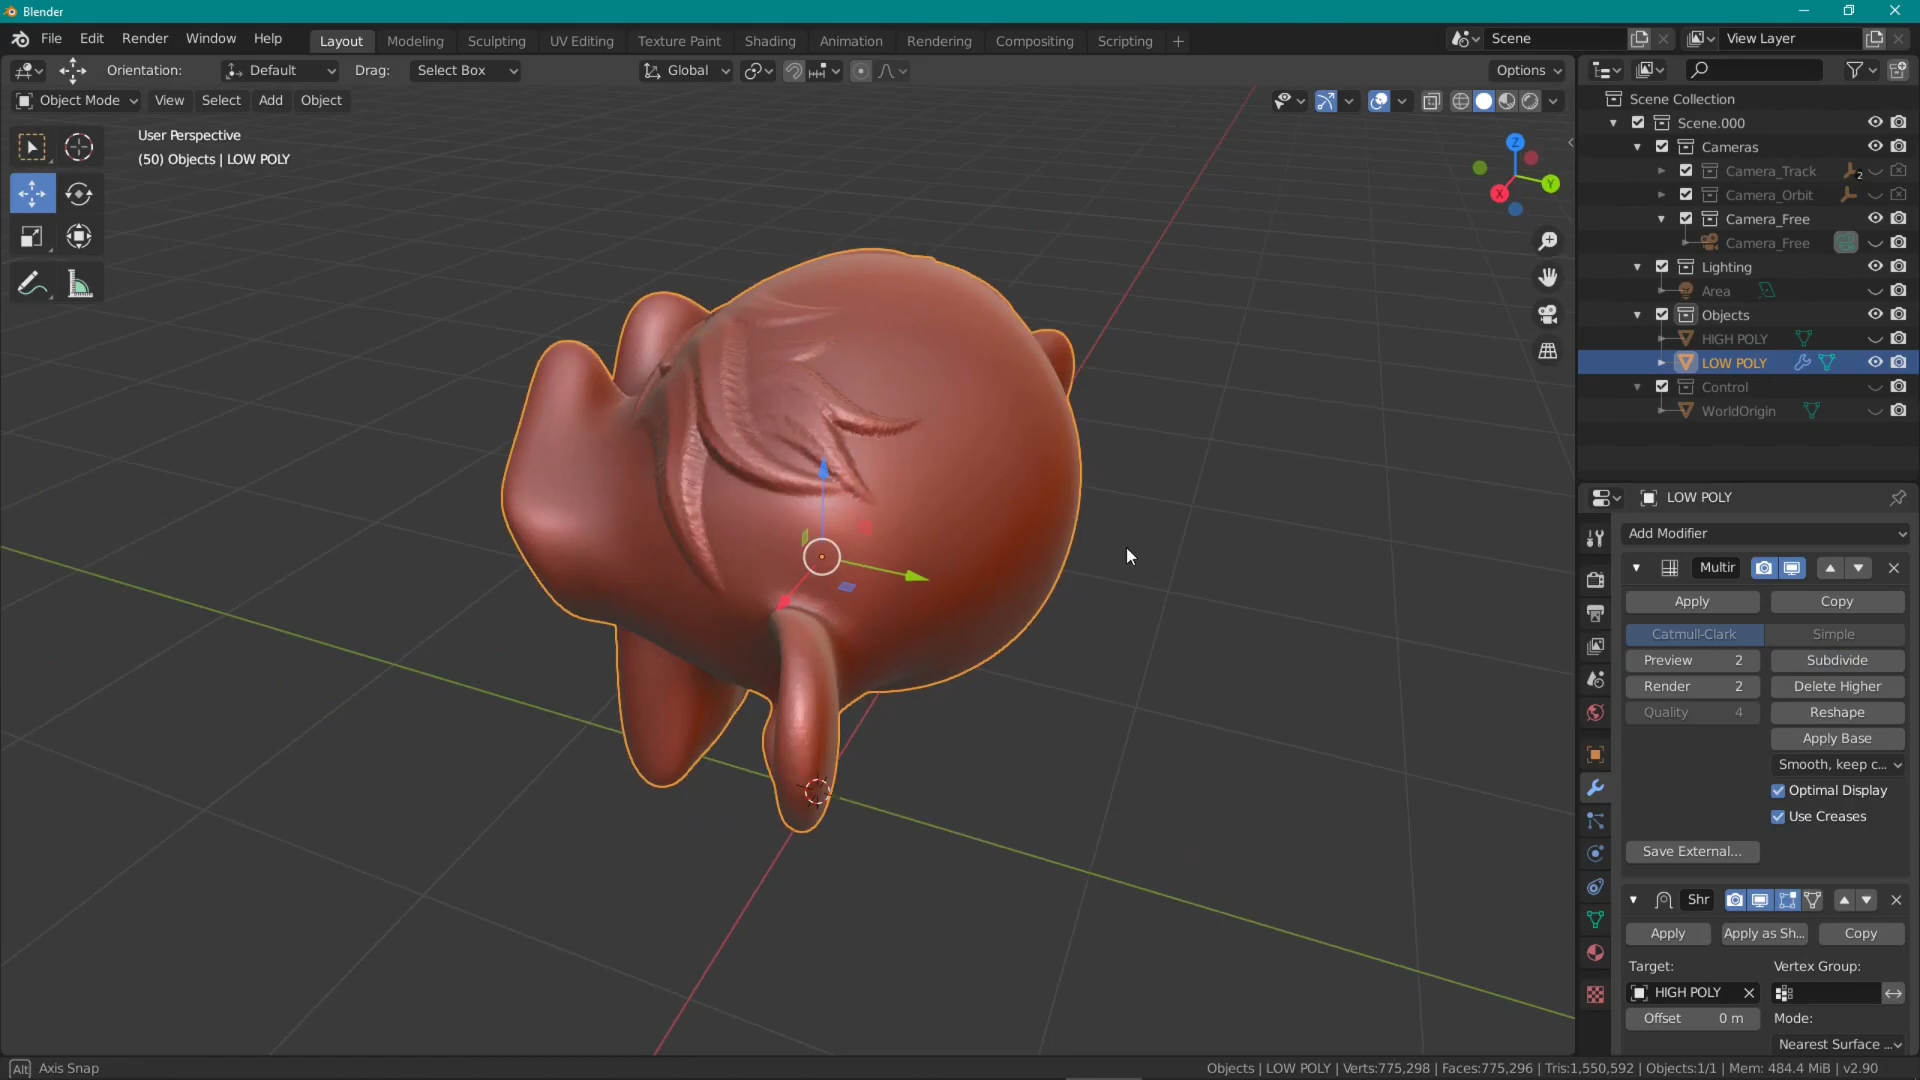 Blender
File Edit Render Window Help
Layout Modeling Sculpting UV Editing Texture Paint Shading Animation Rendering Compositing Scripting +
Scene
View Layer
Orientation: Default Drag: Select Box
Global
Options
Object Mode View Select Add Object
User Perspective
(50) Objects | LOW POLY
Z
Y
X
Scene Collection
Scene.000
Cameras
Camera_Track 2
Camera_Orbit
Camera_Free
Camera_Free
Lighting
Area
Objects
HIGH POLY
LOW POLY
Control
WorldOrigin
LOW POLY
Add Modifier
Multir
Apply Copy
Catmull-Clark Simple
Preview 2 Subdivide
Render 2 Delete Higher
Quality 4 Reshape
Apply Base
Smooth, keep c...
Optimal Display
Use Creases
Save External...
Shr
Apply Apply as Sh... Copy
Target: Vertex Group:
HIGH POLY
Offset 0 m Mode:
Nearest Surface ...
Alt Axis Snap
Objects | LOW POLY | Verts:775,298 | Faces:775,296 | Tris:1,550,592 | Objects:1/1 | Mem: 484.4 MiB | v2.90